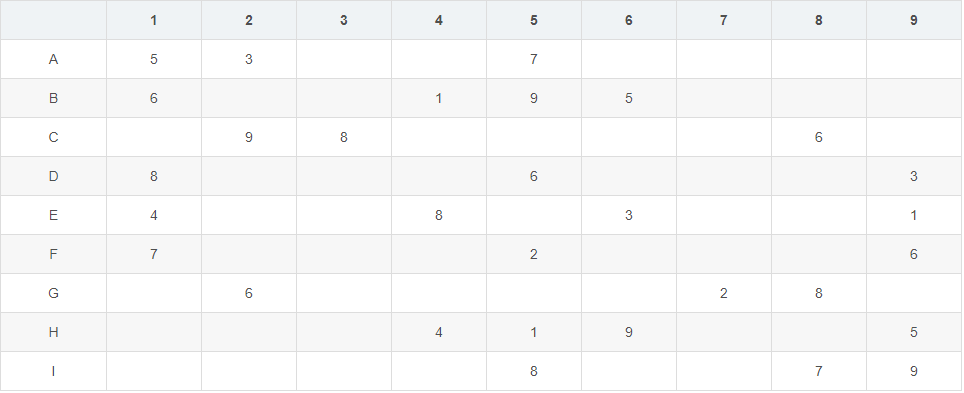 1 2 3 4 5 6 7 8 9
A 5 3 7
B 6 1 9 5
C 9 8 6
D 8 6 3
E 4 8 3 1
F 7 2 6
G 6 2 8
H 4 1 9 5
I 8 7 9